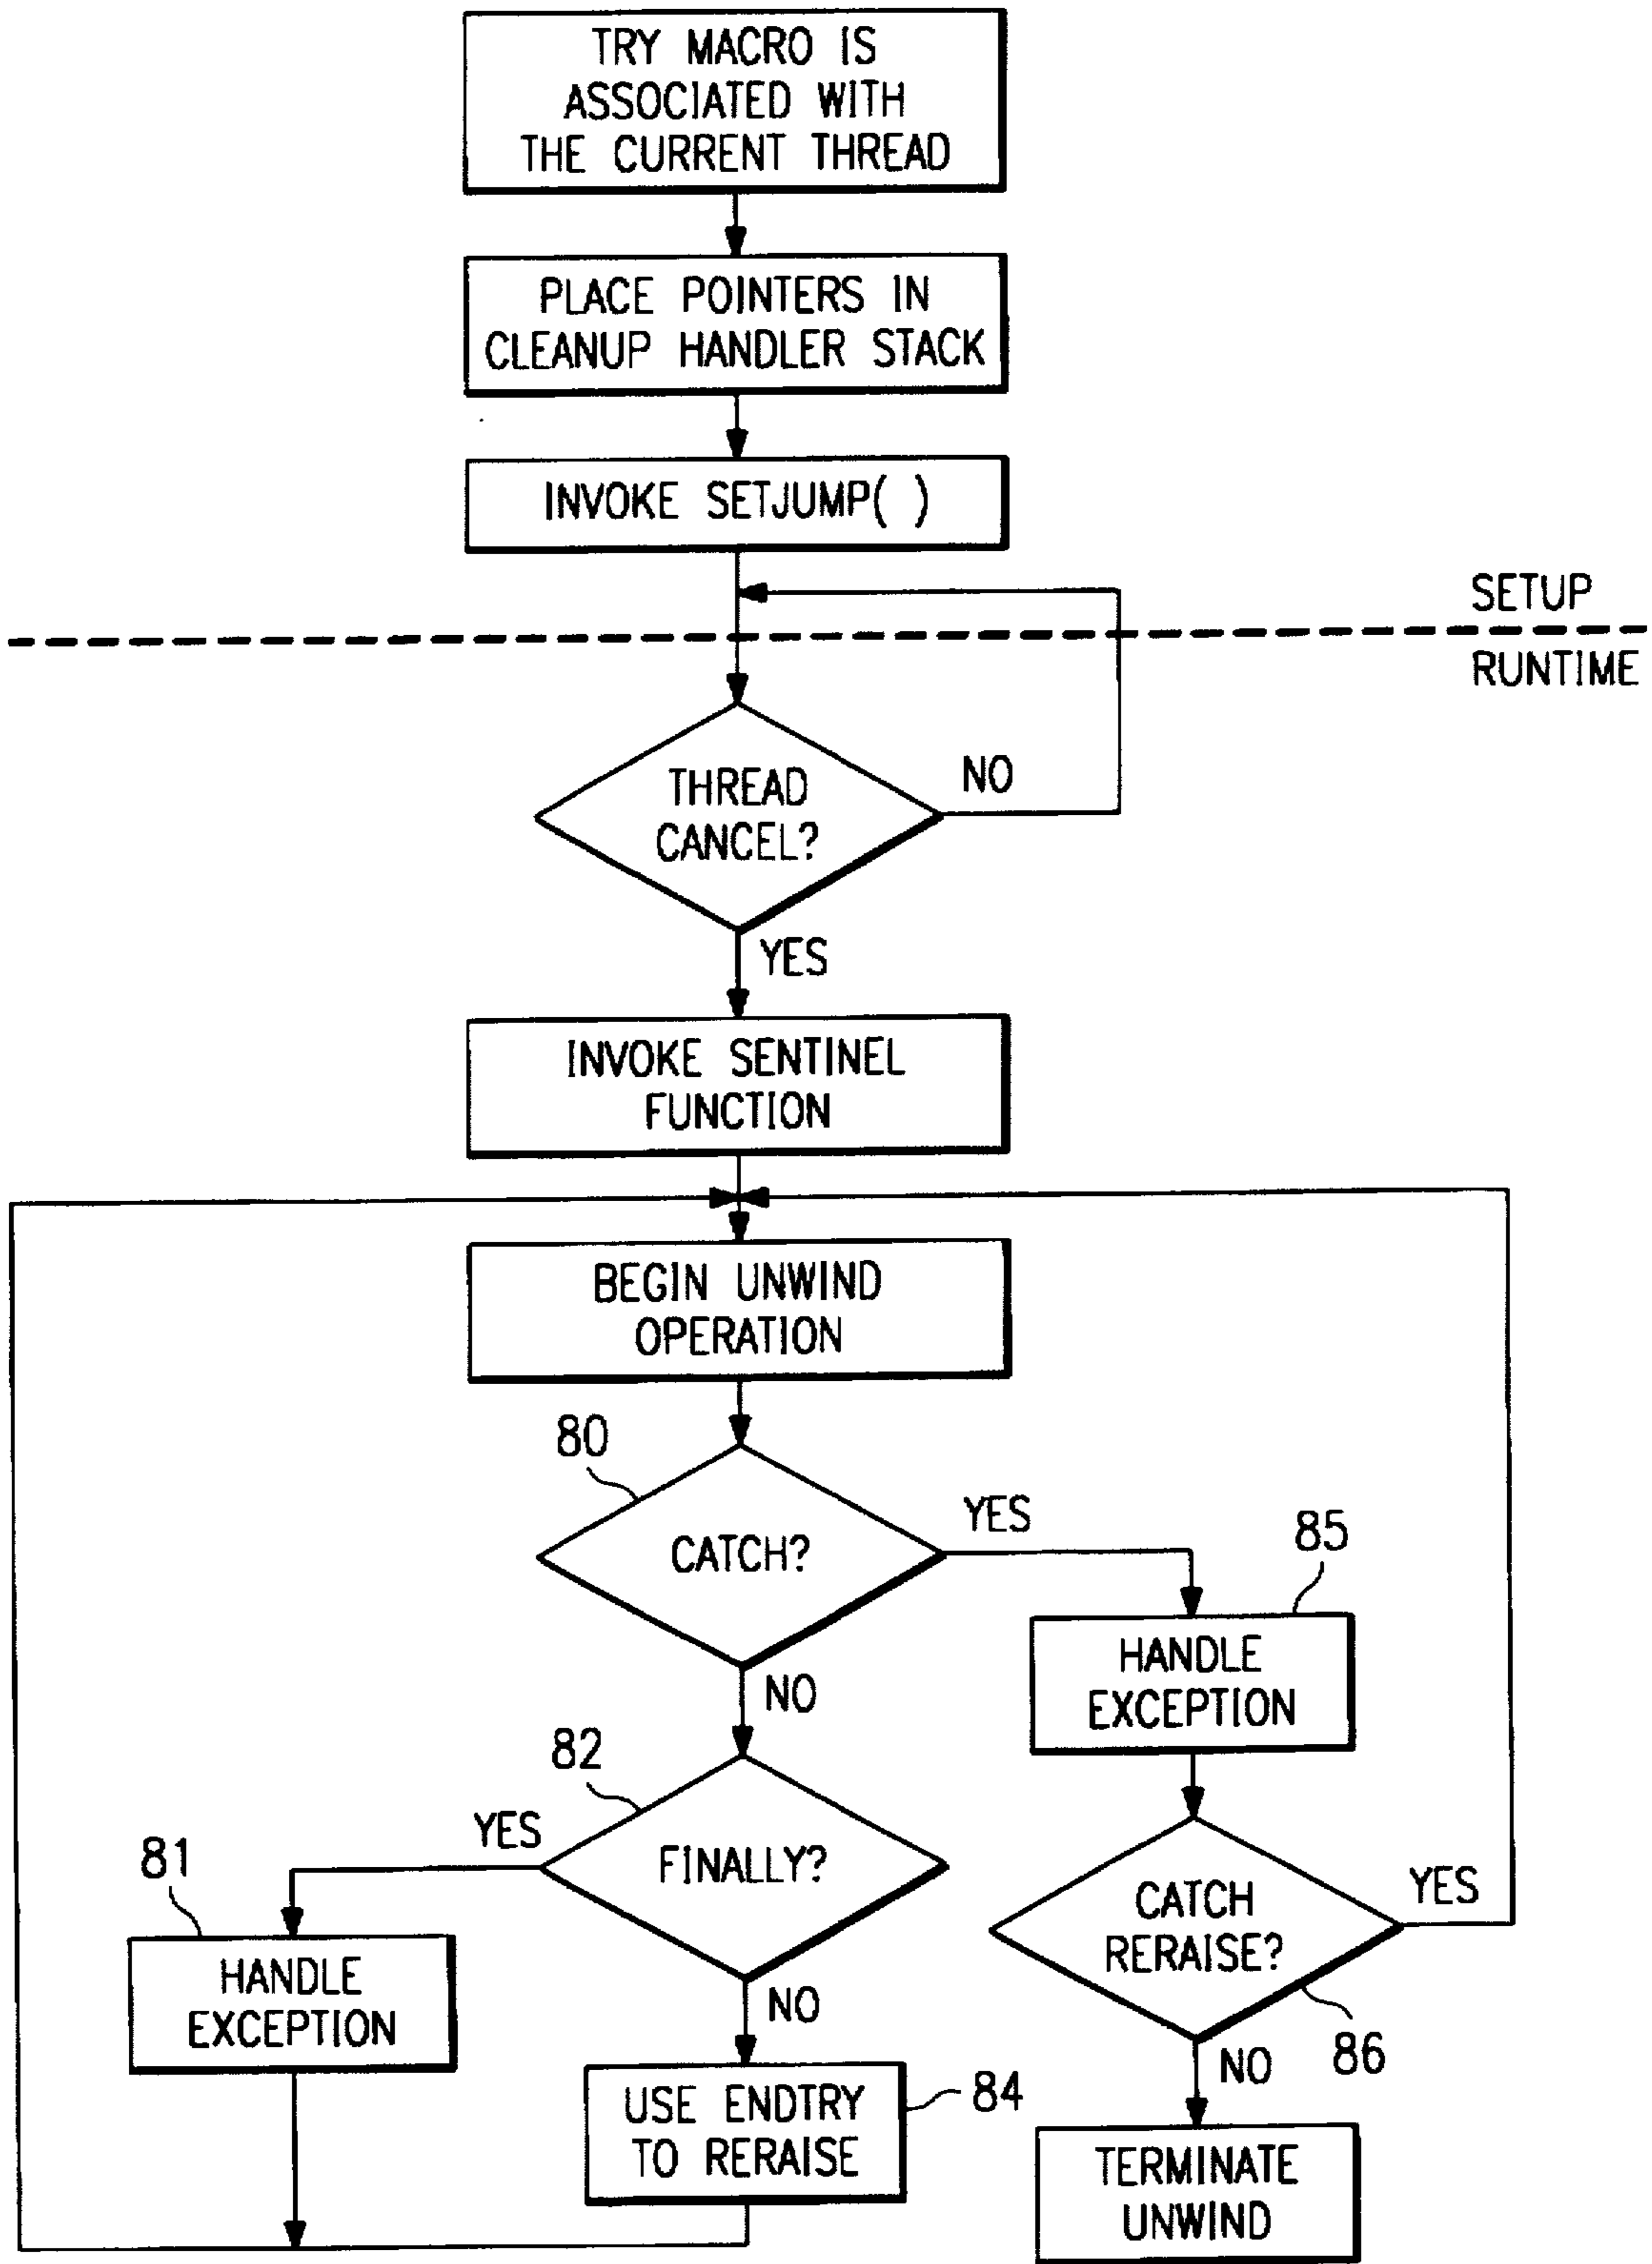 TRY MACRO IS
ASSOCIATED WITH
THE CURRENT THREAD
PLACE POINTERS IN
CLEANUP HANDLER STACK
INVOKE SETJUMP( )
SETUP
RUNTIME
THREAD
CANCEL?
NO
YES
INVOKE SENTINEL
FUNCTION
BEGIN UNWIND
OPERATION
80
CATCH?
YES
85
HANDLE
EXCEPTION
NO
82
FINALLY?
YES
81
HANDLE
EXCEPTION
CATCH
RERAISE?
YES
86
NO
NO
USE ENDTRY
TO RERAISE
84
TERMINATE
UNWIND